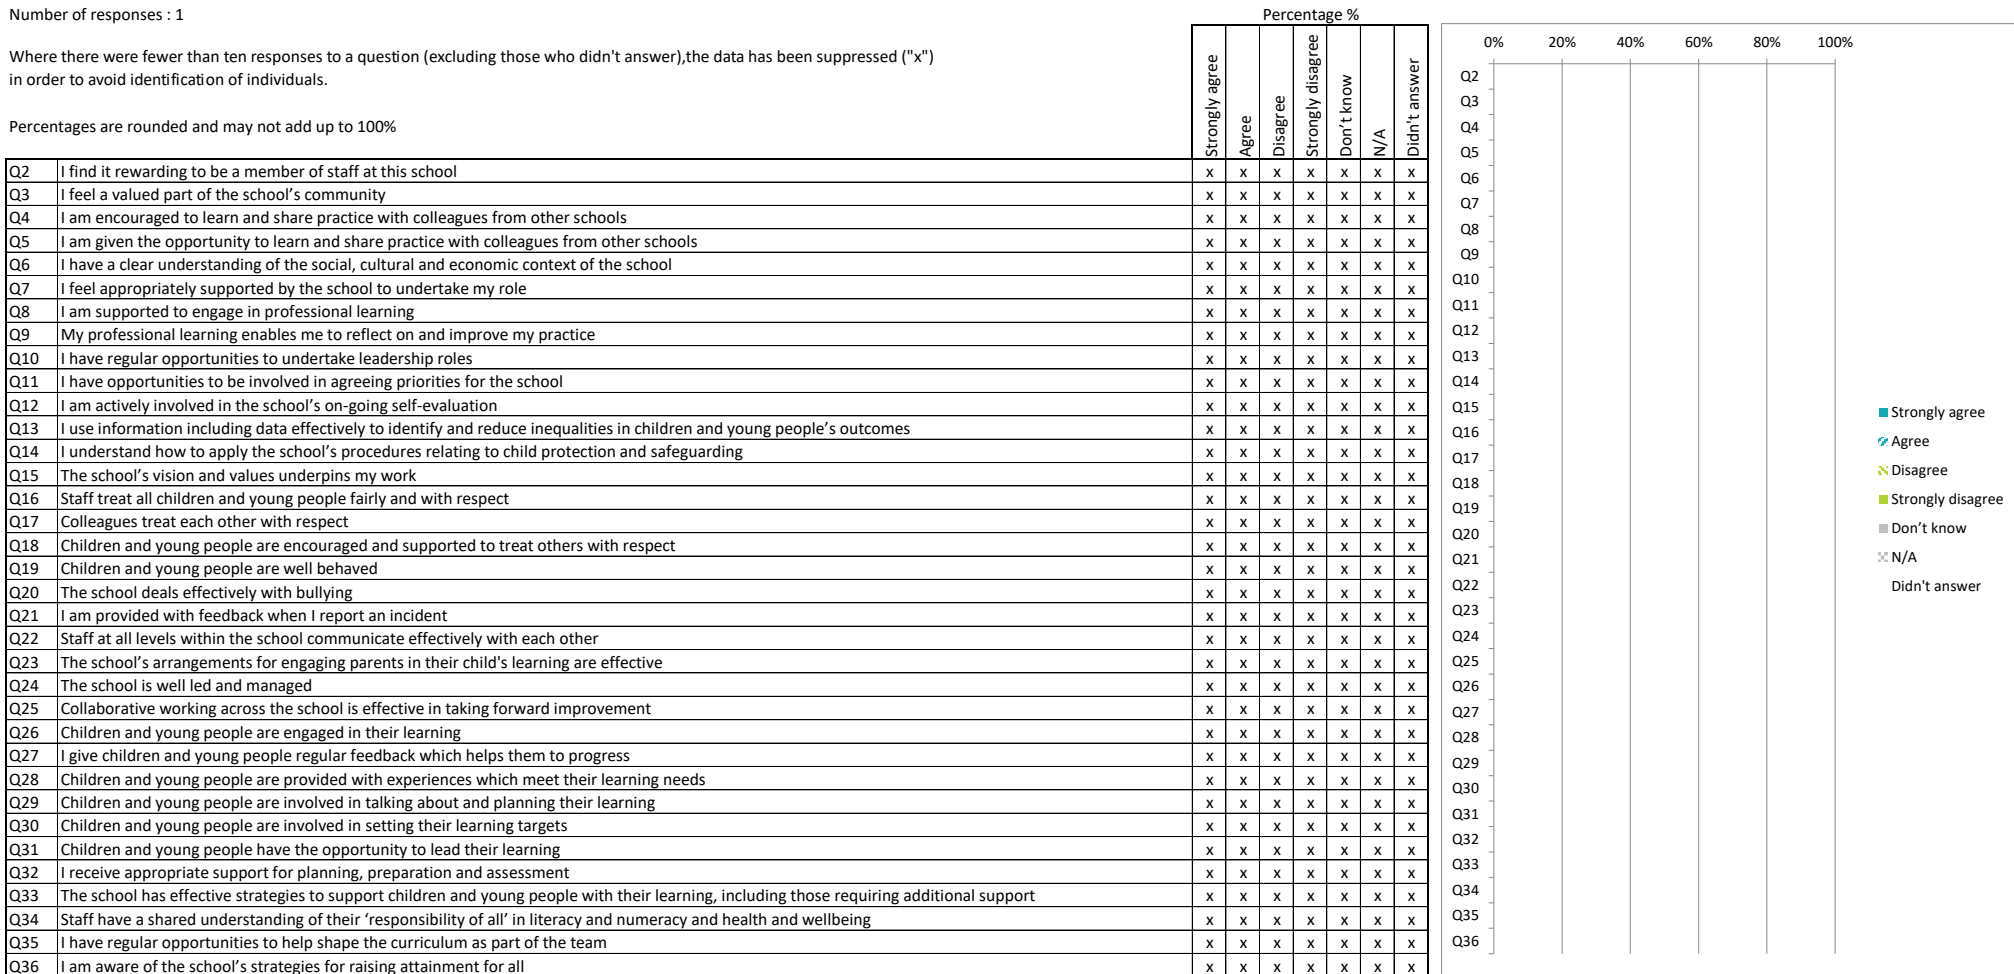 Number of responses : 1
Where there were fewer than ten responses to a question (excluding those who didn't answer),the data has been suppressed ("x")
in order to avoid identification of individuals.
Percentages are rounded and may not add up to 100%
Percentage %
Strongly agree
Agree
Disagree
Strongly disagree
Don't know
N/A
Didn't answer
Q2 I find it rewarding to be a member of staff at this school x x x x x x x
Q3 I feel a valued part of the school's community x x x x x x x
Q4 I am encouraged to learn and share practice with colleagues from other schools x x x x x x x
Q5 I am given the opportunity to learn and share practice with colleagues from other schools x x x x x x x
Q6 I have a clear understanding of the social, cultural and economic context of the school x x x x x x x
Q7 I feel appropriately supported by the school to undertake my role x x x x x x x
Q8 I am supported to engage in professional learning x x x x x x x
Q9 My professional learning enables me to reflect on and improve my practice x x x x x x x
Q10 I have regular opportunities to undertake leadership roles x x x x x x x
Q11 I have opportunities to be involved in agreeing priorities for the school x x x x x x x
Q12 I am actively involved in the school's on-going self-evaluation x x x x x x x
Q13 I use information including data effectively to identify and reduce inequalities in children and young people's outcomes x x x x x x x
Q14 I understand how to apply the school's procedures relating to child protection and safeguarding x x x x x x x
Q15 The school's vision and values underpins my work x x x x x x x
Q16 Staff treat all children and young people fairly and with respect x x x x x x x
Q17 Colleagues treat each other with respect x x x x x x x
Q18 Children and young people are encouraged and supported to treat others with respect x x x x x x x
Q19 Children and young people are well behaved x x x x x x x
Q20 The school deals effectively with bullying x x x x x x x
Q21 I am provided with feedback when I report an incident x x x x x x x
Q22 Staff at all levels within the school communicate effectively with each other x x x x x x x
Q23 The school's arrangements for engaging parents in their child's learning are effective x x x x x x x
Q24 The school is well led and managed x x x x x x x
Q25 Collaborative working across the school is effective in taking forward improvement x x x x x x x
Q26 Children and young people are engaged in their learning x x x x x x x
Q27 I give children and young people regular feedback which helps them to progress x x x x x x x
Q28 Children and young people are provided with experiences which meet their learning needs x x x x x x x
Q29 Children and young people are involved in talking about and planning their learning x x x x x x x
Q30 Children and young people are involved in setting their learning targets x x x x x x x
Q31 Children and young people have the opportunity to lead their learning x x x x x x x
Q32 I receive appropriate support for planning, preparation and assessment x x x x x x x
Q33 The school has effective strategies to support children and young people with their learning, including those requiring additional support x x x x x x x
Q34 Staff have a shared understanding of their 'responsibility of all' in literacy and numeracy and health and wellbeing x x x x x x x
Q35 I have regular opportunities to help shape the curriculum as part of the team x x x x x x x
Q36 I am aware of the school's strategies for raising attainment for all x x x x x x x
0% 20% 40% 60% 80% 100%
Q2
Q3
Q4
Q5
Q6
Q7
Q8
Q9
Q10
Q11
Q12
Q13
Q14
Q15
Q16
Q17
Q18
Q19
Q20
Q21
Q22
Q23
Q24
Q25
Q26
Q27
Q28
Q29
Q30
Q31
Q32
Q33
Q34
Q35
Q36
Strongly agree
Agree
Disagree
Strongly disagree
Don't know
N/A
Didn't answer